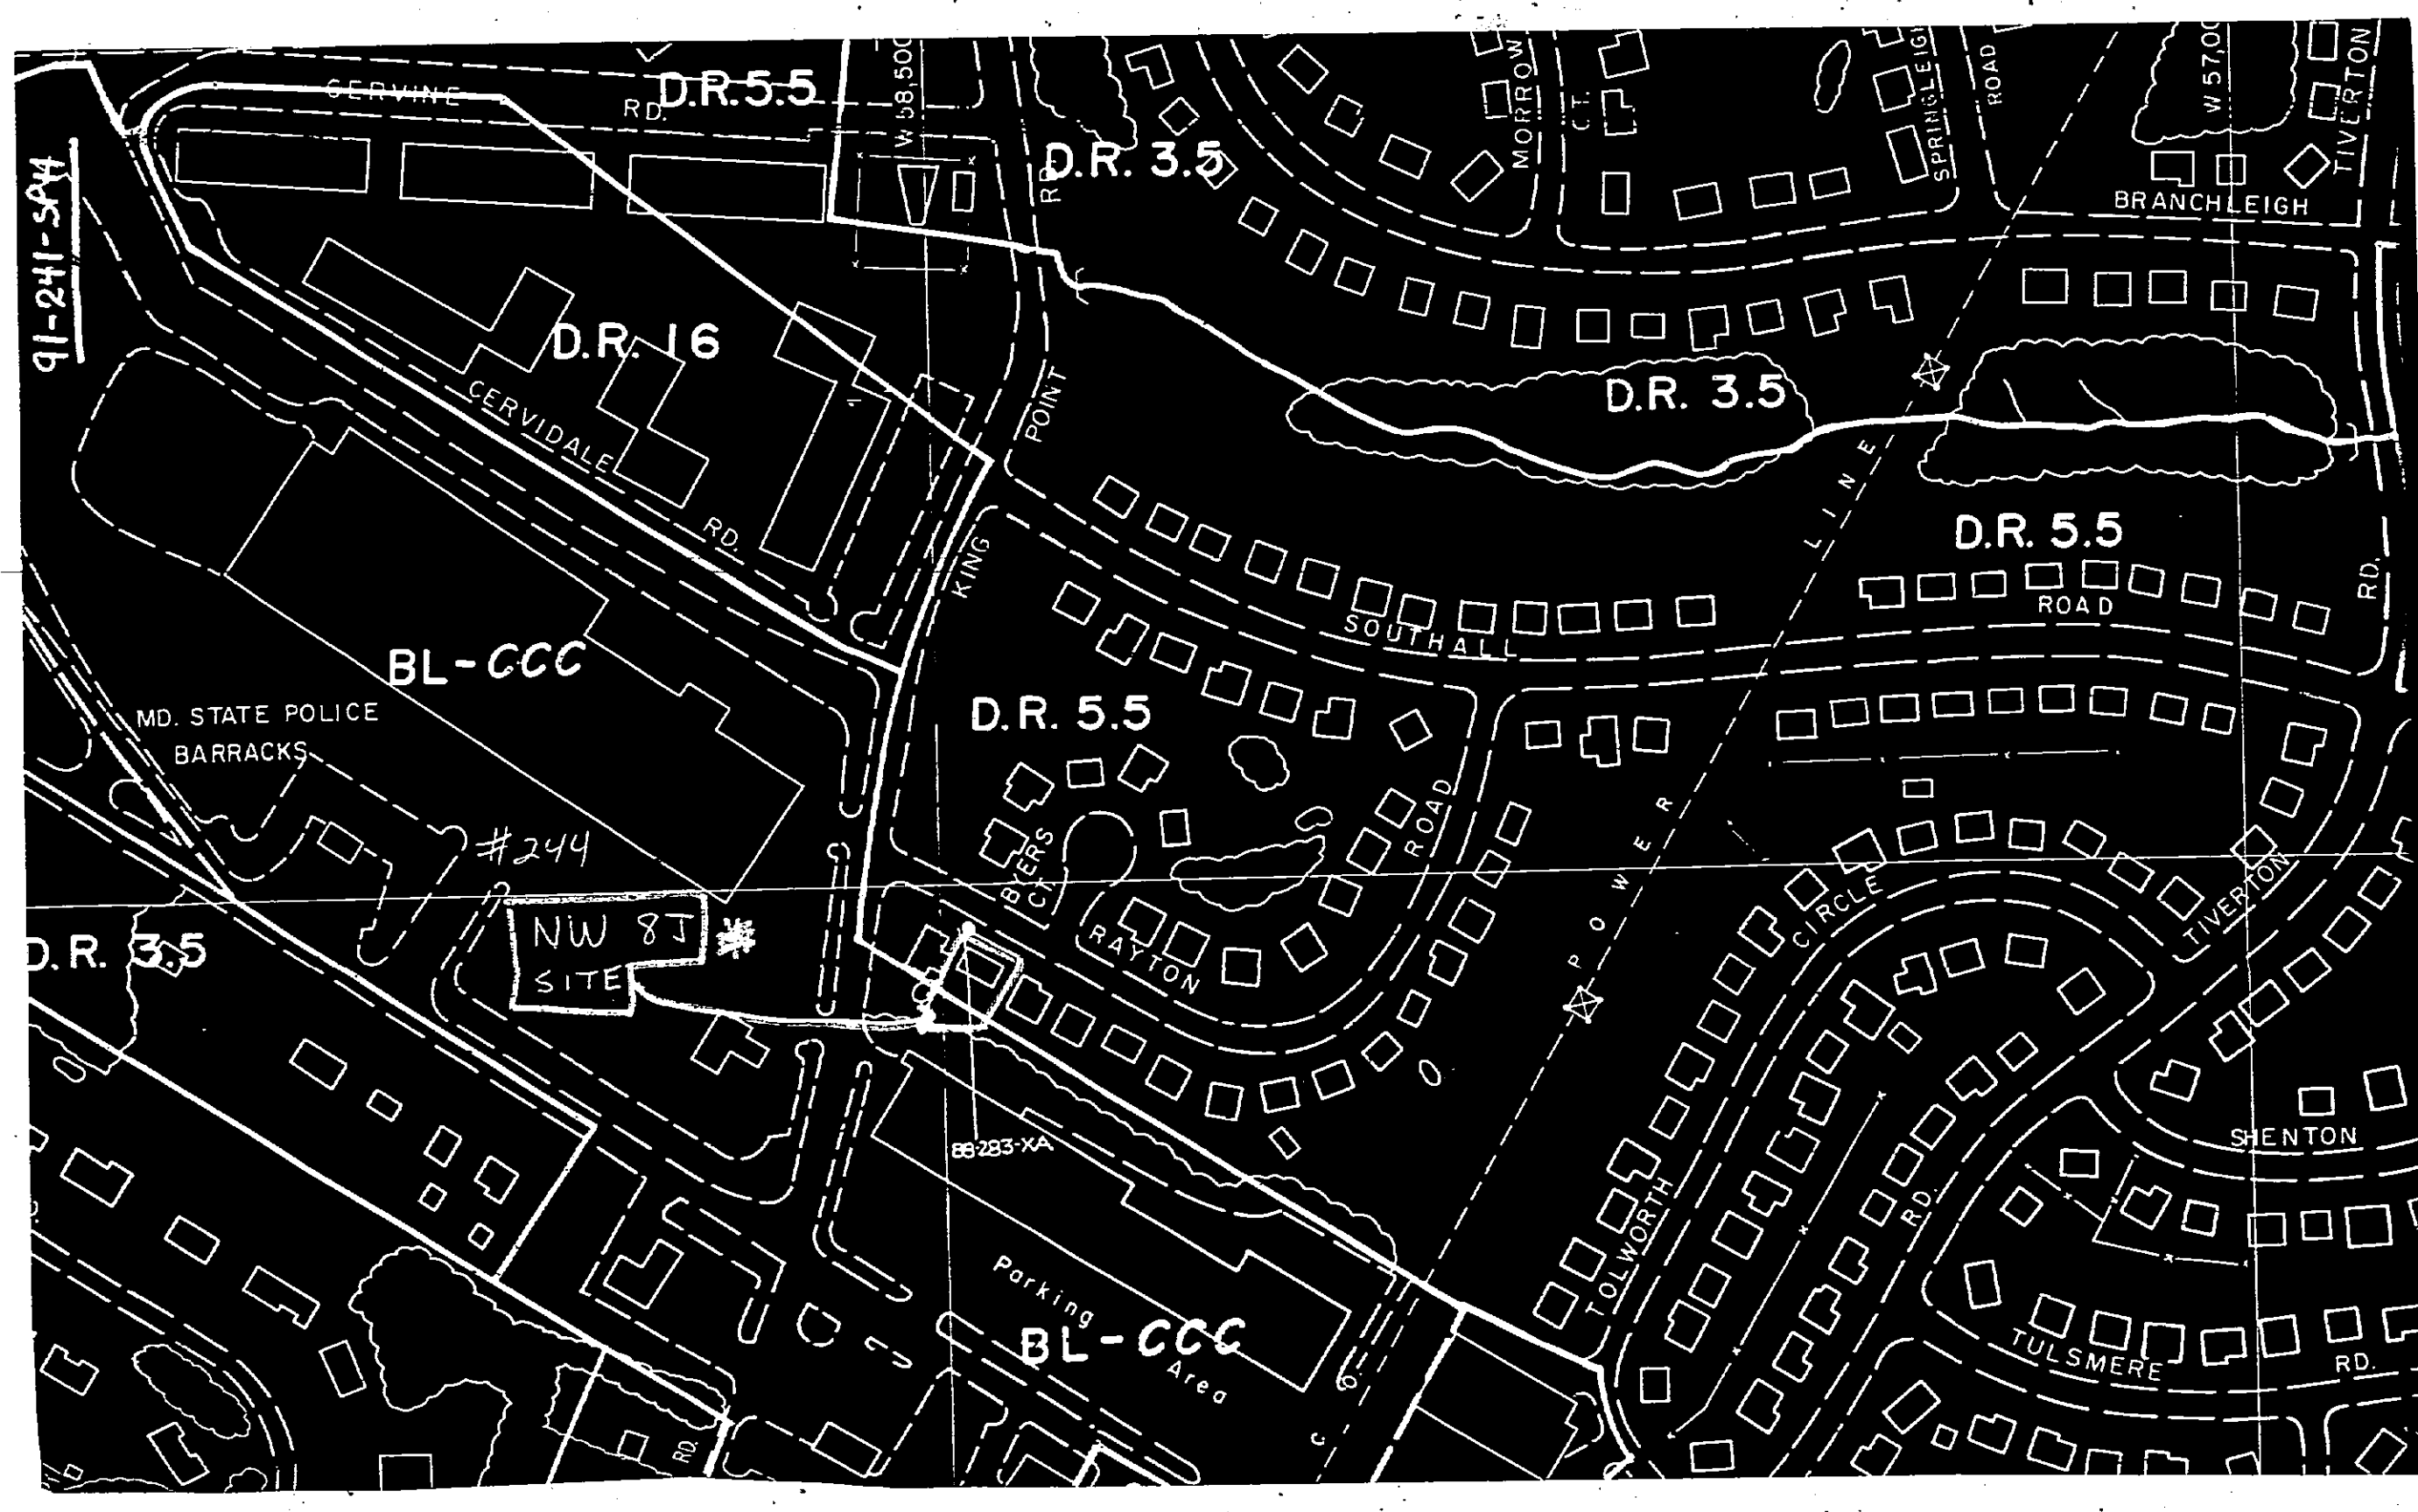 91-241-SPH
CERVINE
RD.
D.R. 5.5
W 58,500
RD.
D.R. 3.5
MORROW
CT.
SPRINGLEIGH
ROAD
W 57,00
TIVERTON
BRANCHLEIGH
D.R. 16
CERVIDALE
RD.
KING
POINT
D.R. 3.5
LINE
POWER
D.R. 5.5
ROAD
RD.
SOUTHALL
BL-CCC
D.R. 5.5
MD. STATE POLICE
BARRACKS
#244
NW 8J
SITE
D.R. 3.5
BYERS
CT.
RAYTON
ROAD
CIRCLE
TIVERTON
88-283-XA
SHENTON
TOLWORTH
RD.
Parking
Area
BL-CCC
TULSMERE
RD.
RD.